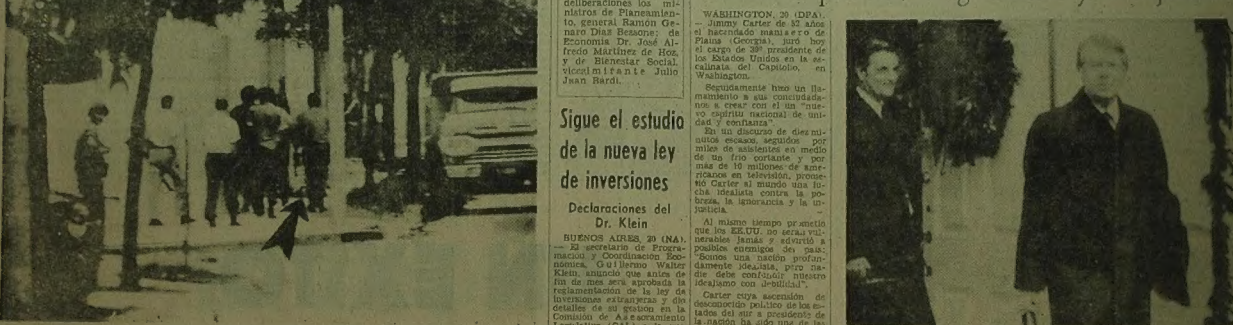 deliberaciones los mi-
nistros de Planeamien-
to, general Ramón Ge-
naro Díaz Bessone; de
Economía Dr. José Al-
fredo Martínez de Hoz,
y de Bienestar Social,
vicealmirante Julio
Juan Bardi.
Sigue el estudio
de la nueva ley
de inversiones
Declaraciones del
Dr. Klein
BUENOS AIRES, 20 (NA).
— El secretario de Progra-
mación y Coordinación Eco-
nómica, Guillermo Walter
Klein, anunció que antes de
fin de mes será aprobada la
reglamentación de la ley de
inversiones extranjeras y dio
detalles de su gestión en la
Comisión de Asesoramiento
WASHINGTON, 20 (DPA).
— Jimmy Carter de 52 años
el hacendado manisero de
Plains (Georgia), juró hoy
el cargo de 39º presidente de
los Estados Unidos en la es-
calinata del Capitolio, en
Washington.
Seguidamente hizo un lla-
mamiento a sus conciudada-
nos a crear con él un "nue-
vo espíritu nacional de uni-
dad y confianza".
En un discurso de diez mi-
nutos escasos, seguidos por
miles de asistentes en medio
de un frío cortante y por
más de 10 millones de ame-
ricanos en televisión, prome-
tió Carter al mundo una lu-
cha idealista contra la po-
breza, la ignorancia y la in-
justicia.
Al mismo tiempo prometió
que los EE.UU. no serán vul-
nerables jamás y advirtió a
posibles enemigos del país:
"Somos una nación profun-
damente idealista, pero na-
die debe confundir nuestro
idealismo con debilidad".
Carter cuya ascensión de
desconocido político de los es-
tados del sur a presidente de
la nación ha sido una de las